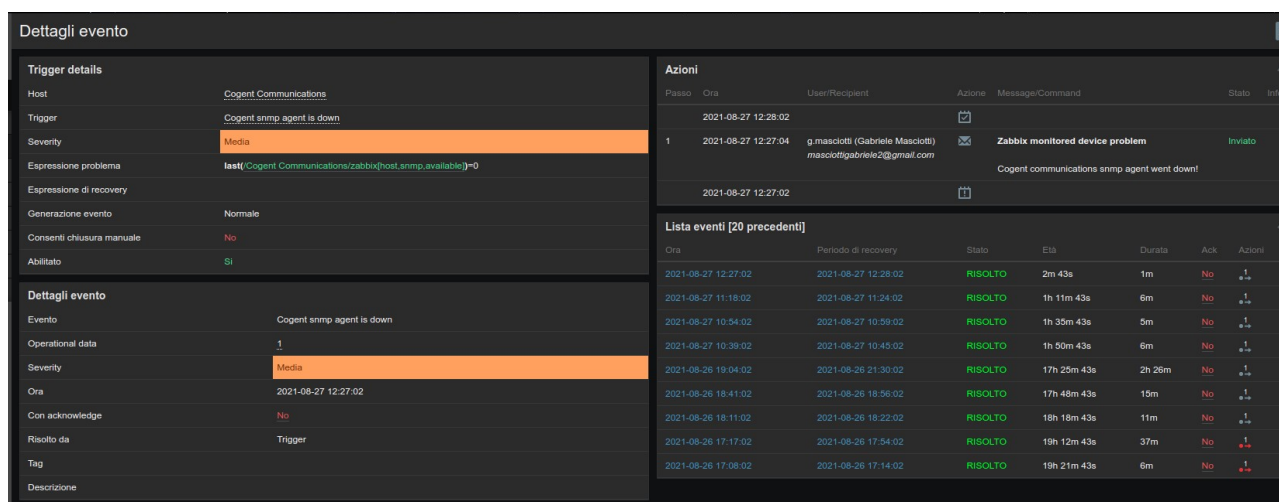 Dettagli evento
Trigger details
Host Cogent Communications
Trigger Cogent snmp agent is down
Severity Media
Espressione problema last(/Cogent Communications/zabbix[host,snmp,available])=0
Espressione di recovery
Generazione evento Normale
Consenti chiusura manuale No
Abilitato Si
Dettagli evento
Evento Cogent snmp agent is down
Operational data 1
Severity Media
Ora 2021-08-27 12:27:02
Con acknowledge No
Risolto da Trigger
Tag
Descrizione
Azioni
Passo Ora User/Recipient Azione Message/Command Stato Inf
2021-08-27 12:28:02
1 2021-08-27 12:27:04 g.masciotti (Gabriele Masciotti) Zabbix monitored device problem Inviato
masciottigabriele2@gmail.com
Cogent communications snmp agent went down!
2021-08-27 12:27:02
Lista eventi [20 precedenti]
Ora Periodo di recovery Stato Età Durata Ack Azioni
2021-08-27 12:27:02 2021-08-27 12:28:02 RISOLTO 2m 43s 1m No 1
2021-08-27 11:18:02 2021-08-27 11:24:02 RISOLTO 1h 11m 43s 6m No 1
2021-08-27 10:54:02 2021-08-27 10:59:02 RISOLTO 1h 35m 43s 5m No 1
2021-08-27 10:39:02 2021-08-27 10:45:02 RISOLTO 1h 50m 43s 6m No 1
2021-08-26 19:04:02 2021-08-26 21:30:02 RISOLTO 17h 25m 43s 2h 26m No 1
2021-08-26 18:41:02 2021-08-26 18:56:02 RISOLTO 17h 48m 43s 15m No 1
2021-08-26 18:11:02 2021-08-26 18:22:02 RISOLTO 18h 18m 43s 11m No 1
2021-08-26 17:17:02 2021-08-26 17:54:02 RISOLTO 19h 12m 43s 37m No 1
2021-08-26 17:08:02 2021-08-26 17:14:02 RISOLTO 19h 21m 43s 6m No 1